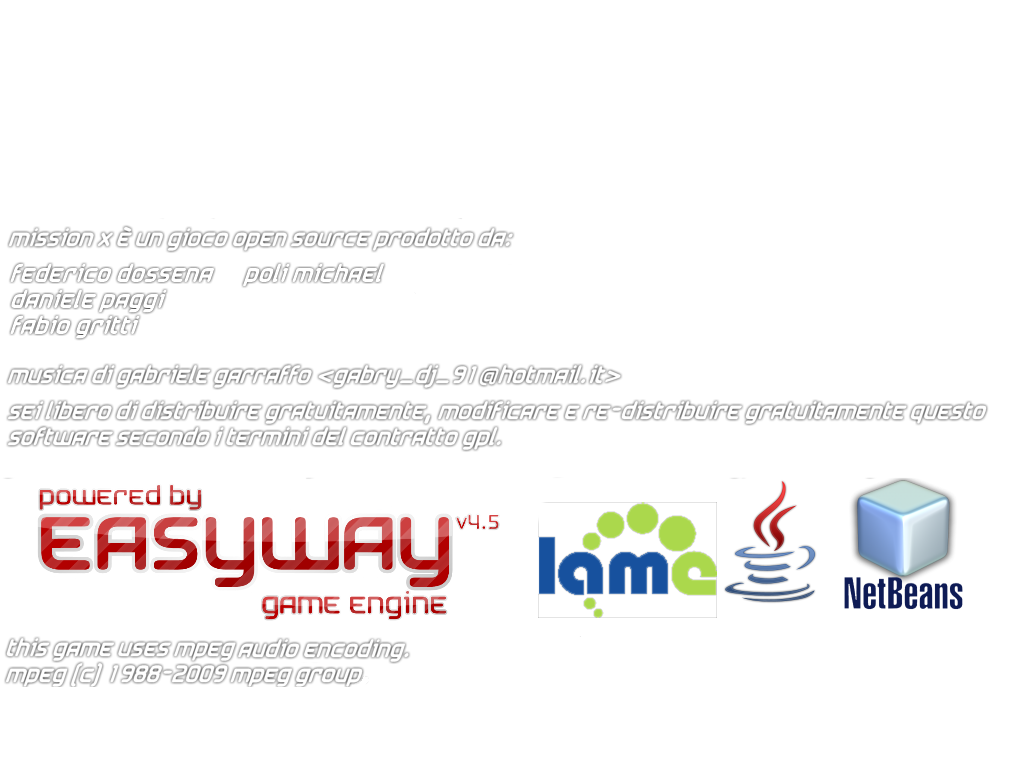 mission x è un gioco open source prodotto da:
federico dossena poli michael
daniele paggi
fabio gritti
musica di gabriele garraffo <gabry_dj_91@hotmail.it>
sei libero di distribuire gratuitamente, modificare e re-distribuire gratuitamente questo
software secondo i termini del contratto gpl.
powered by
EASYWAY v4.5
game engine
lame
NetBeans
this game uses mpeg audio encoding.
mpeg (c) 1988-2009 mpeg group